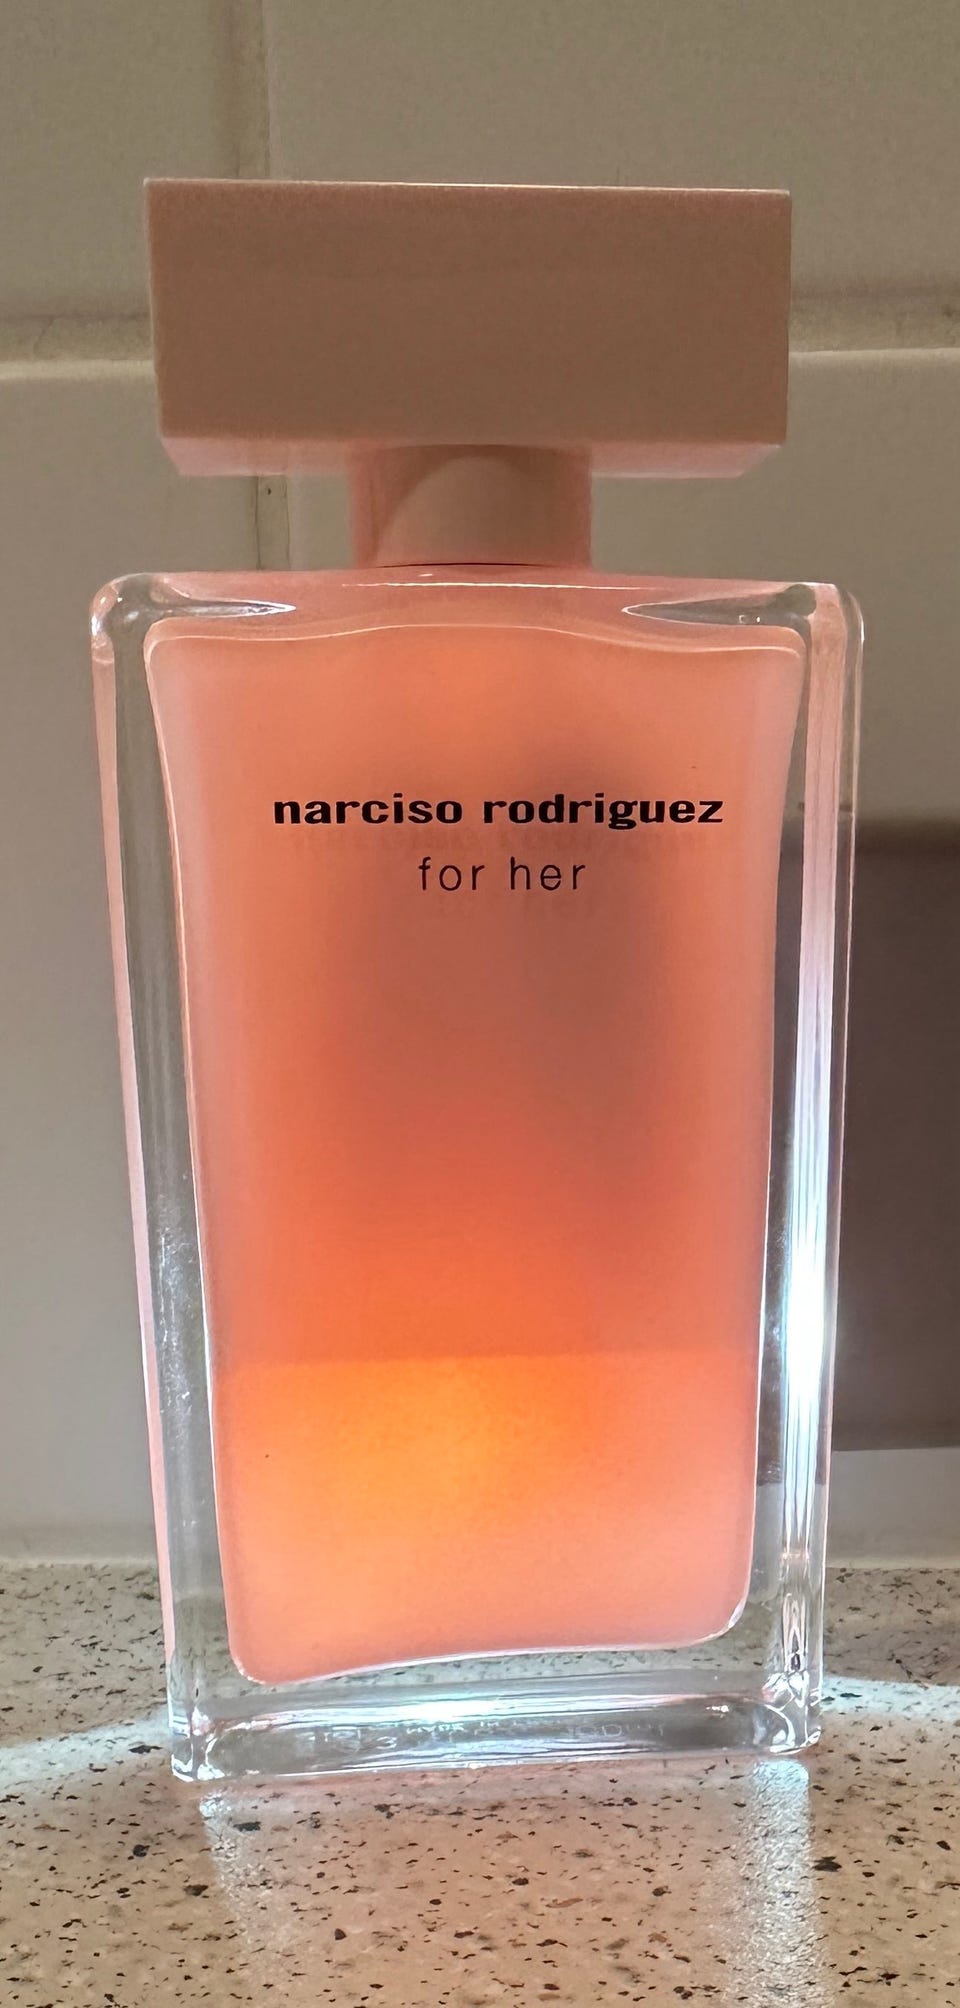 narciso rodriguez
for her